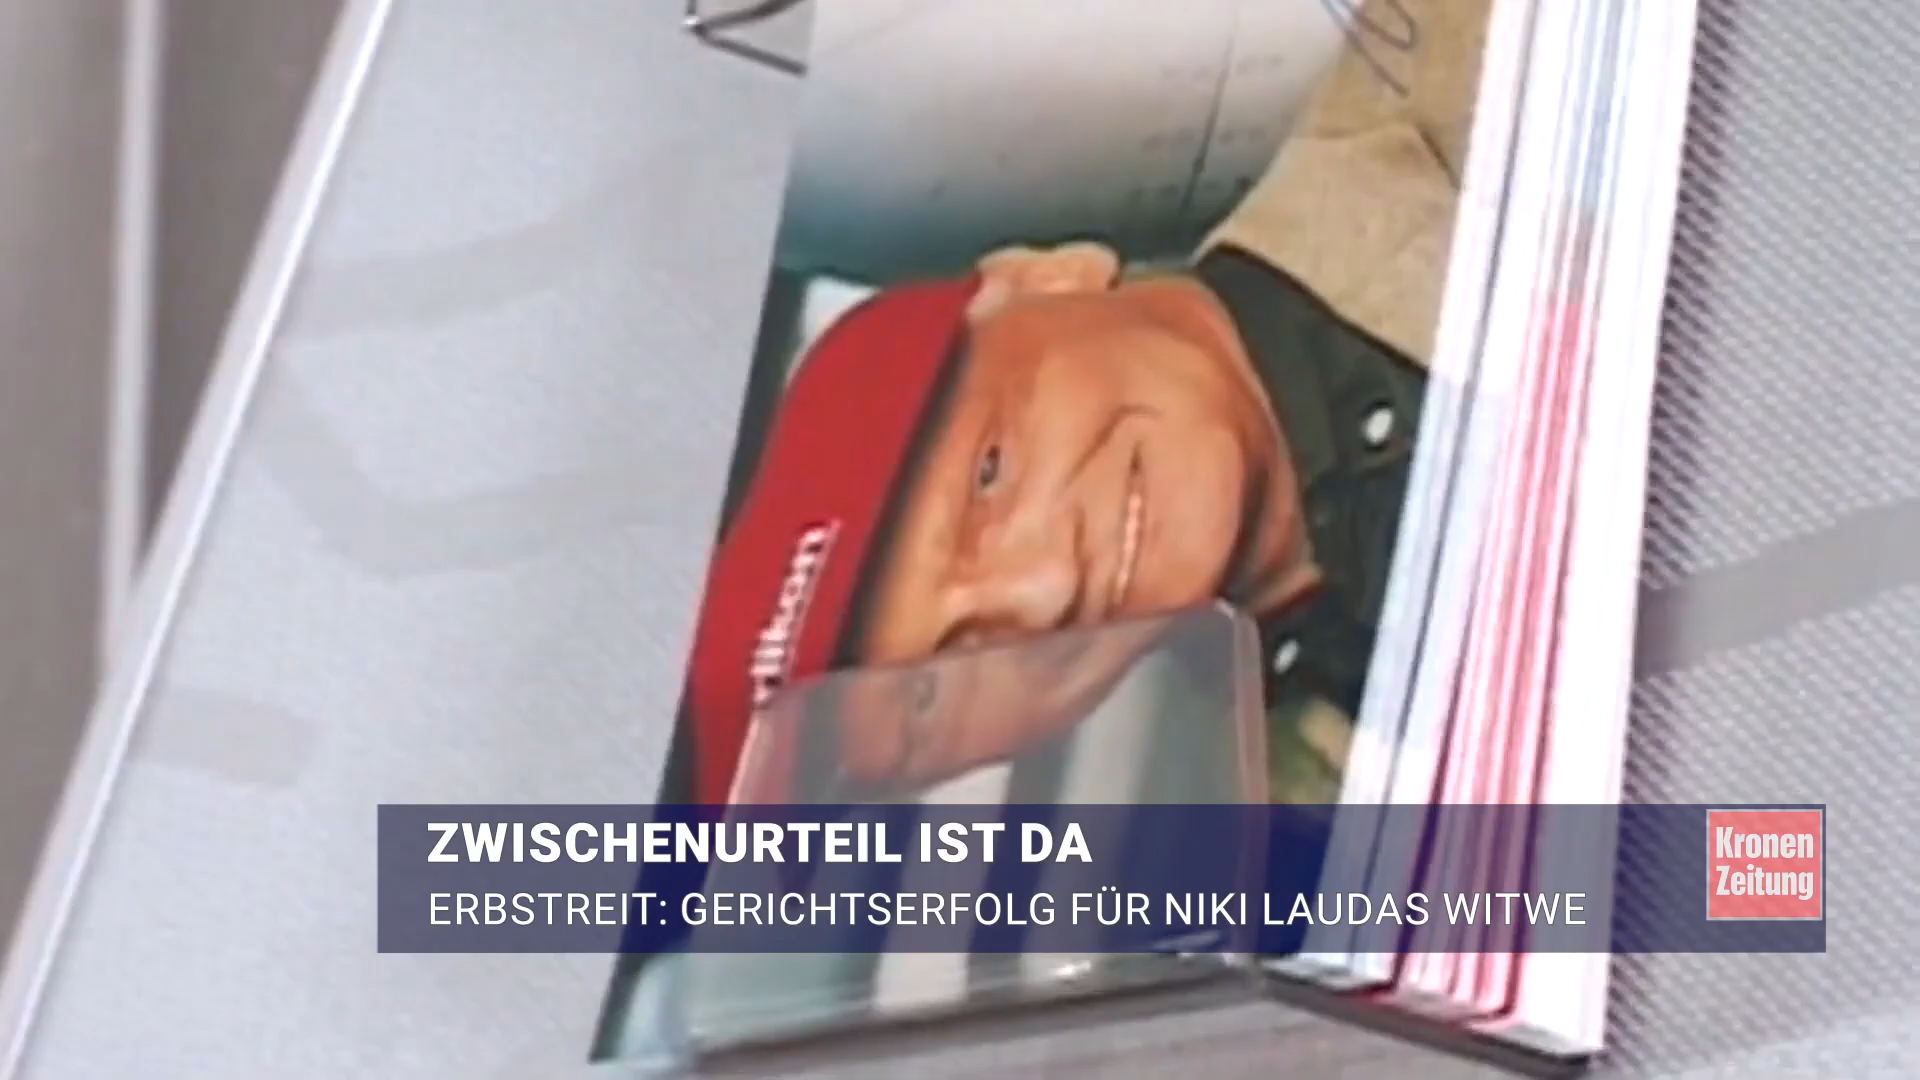 ZWISCHENURTEIL IST DA
ERBSTREIT: GERICHTSERFOLG FÜR NIKI LAUDAS WITWE
Kronen
Zeitung